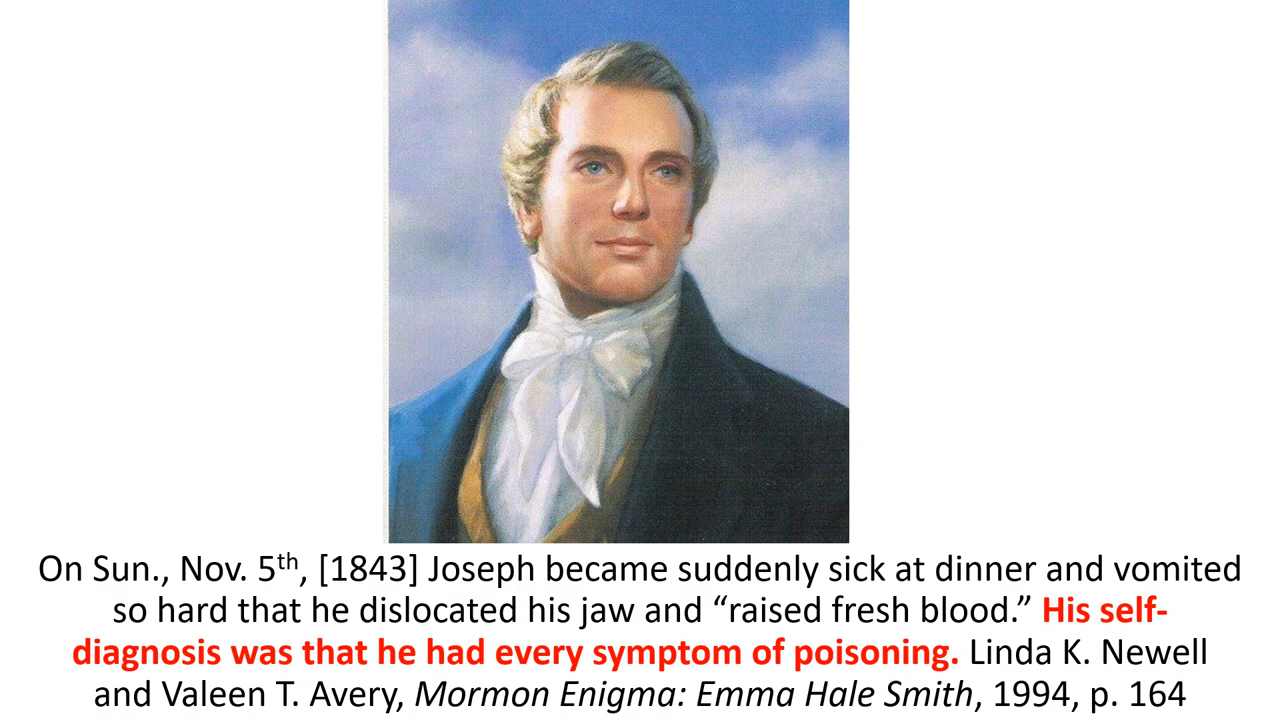 On Sun., Nov. 5th, [1843] Joseph became suddenly sick at dinner and vomited
so hard that he dislocated his jaw and “raised fresh blood.” His self-
diagnosis was that he had every symptom of poisoning. Linda K. Newell
and Valeen T. Avery, Mormon Enigma: Emma Hale Smith, 1994, p. 164